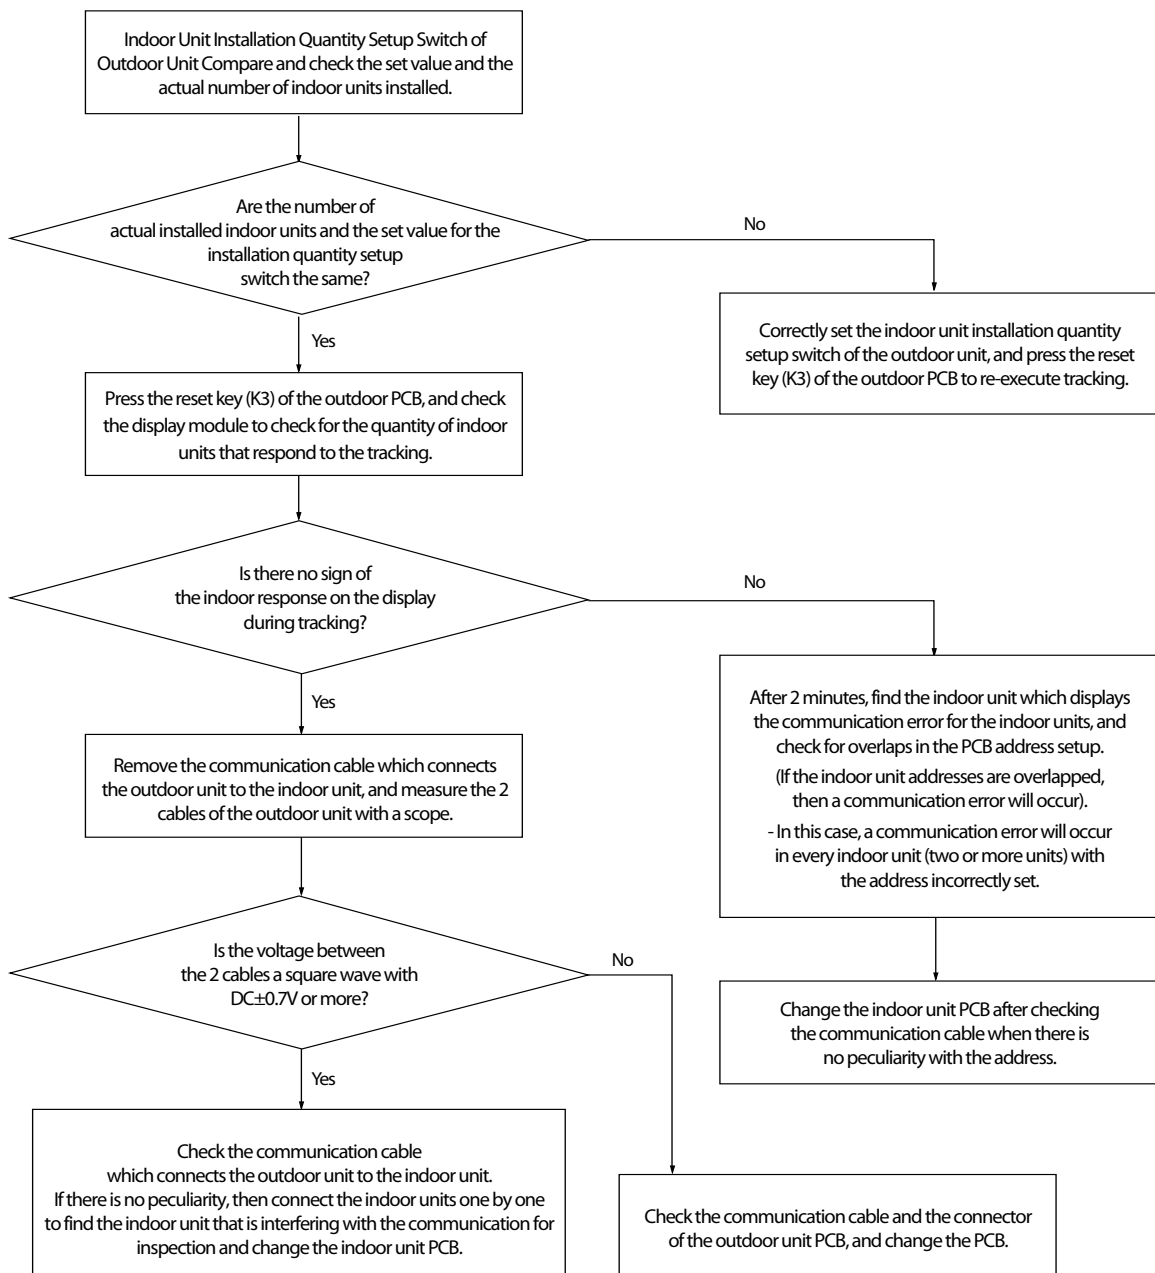 Indoor Unit Installation Quantity Setup Switch of
Outdoor Unit Compare and check the set value and the
actual number of indoor units installed.
Are the number of
actual installed indoor units and the set value for the
installation quantity setup
switch the same?
No
Correctly set the indoor unit installation quantity
setup switch of the outdoor unit, and press the reset
key (K3) of the outdoor PCB to re-execute tracking.
Yes
Press the reset key (K3) of the outdoor PCB, and check
the display module to check for the quantity of indoor
units that respond to the tracking.
Is there no sign of
the indoor response on the display
during tracking?
No
After 2 minutes, find the indoor unit which displays
the communication error for the indoor units, and
check for overlaps in the PCB address setup.
(If the indoor unit addresses are overlapped,
then a communication error will occur).
- In this case, a communication error will occur
in every indoor unit (two or more units) with
the address incorrectly set.
Change the indoor unit PCB after checking
the communication cable when there is
no peculiarity with the address.
Yes
Remove the communication cable which connects
the outdoor unit to the indoor unit, and measure the 2
cables of the outdoor unit with a scope.
Is the voltage between
the 2 cables a square wave with
DC±0.7V or more?
No
Yes
Check the communication cable
which connects the outdoor unit to the indoor unit.
If there is no peculiarity, then connect the indoor units one by one
to find the indoor unit that is interfering with the communication for
inspection and change the indoor unit PCB.
Check the communication cable and the connector
of the outdoor unit PCB, and change the PCB.